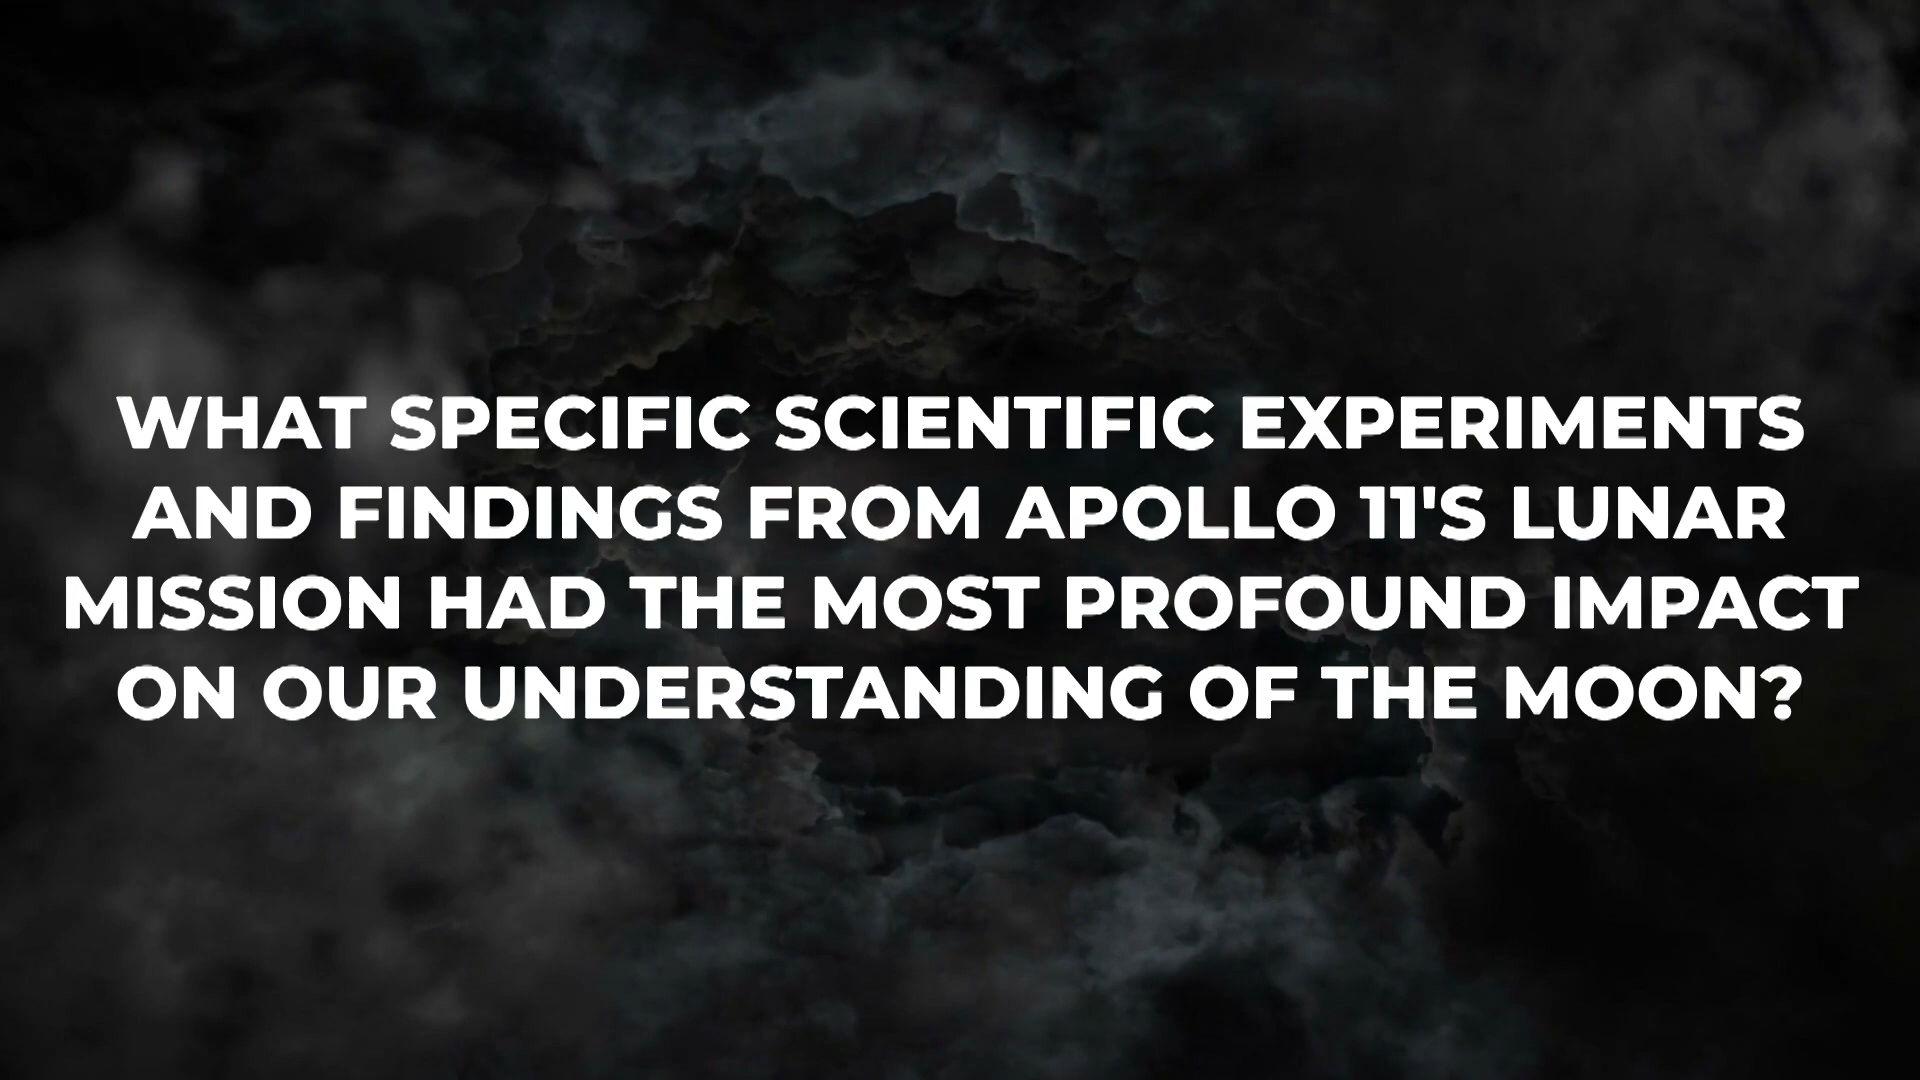 WHAT SPECIFIC SCIENTIFIC EXPERIMENTS
AND FINDINGS FROM APOLLO 11'S LUNAR
MISSION HAD THE MOST PROFOUND IMPACT
ON OUR UNDERSTANDING OF THE MOON?